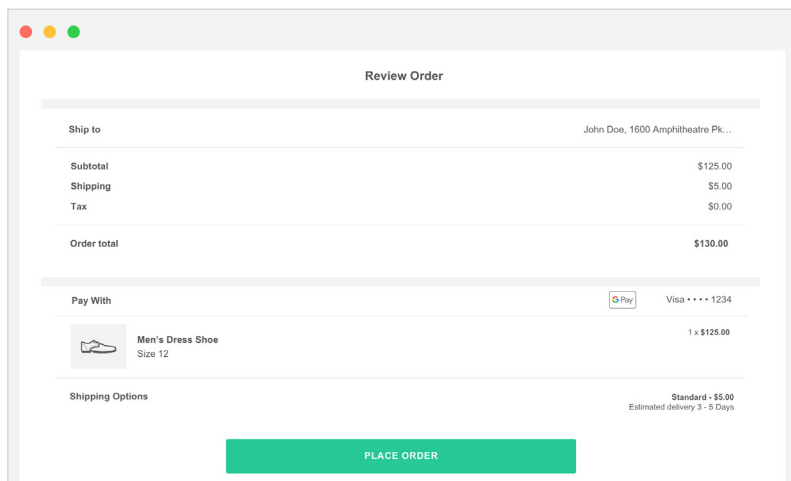 Review Order
Ship to John Doe, 1600 Amphitheatre Pk...
Subtotal $125.00
Shipping $5.00
Tax $0.00
Order total $130.00
Pay With G Pay Visa •••• 1234
Men's Dress Shoe 1 x $125.00
Size 12
Shipping Options Standard - $5.00
Estimated delivery 3 - 5 Days
PLACE ORDER